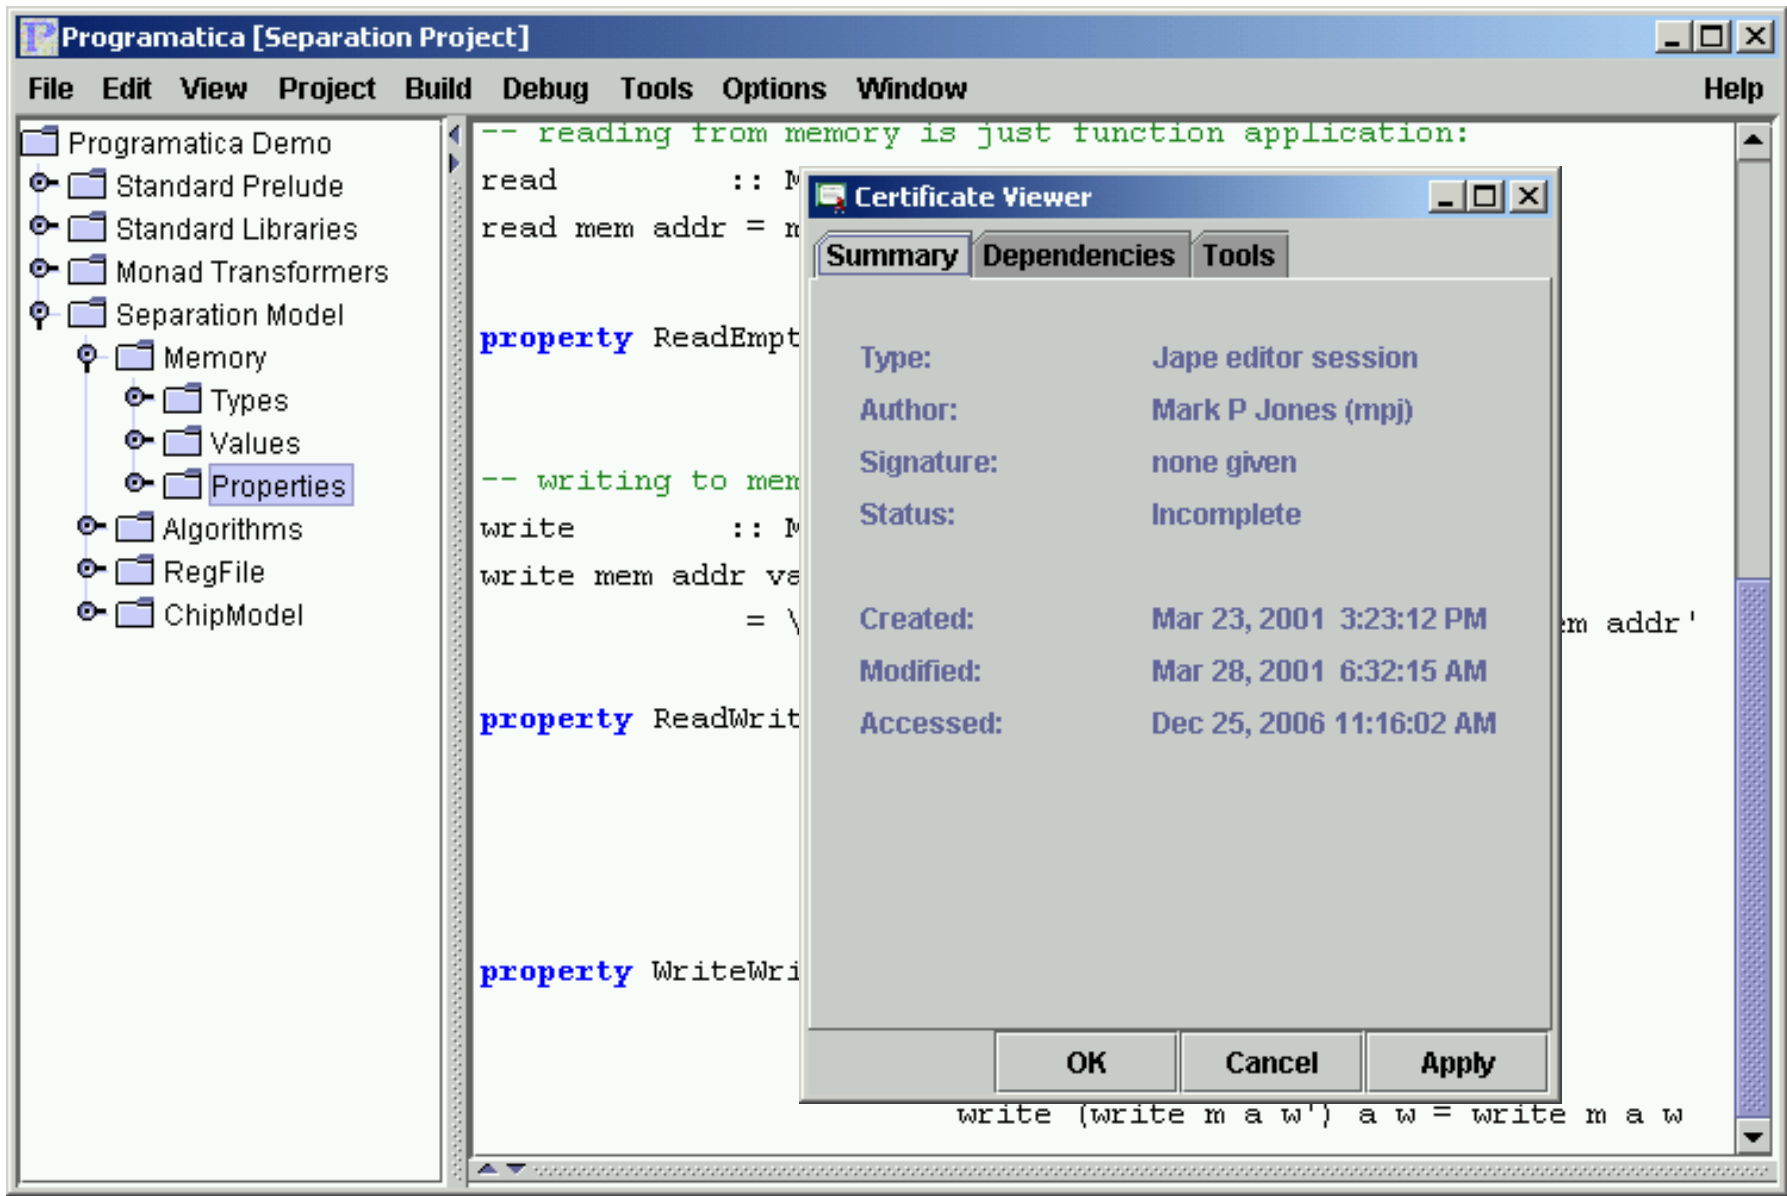 Programatica [Separation Project]
File Edit View Project Build Debug Tools Options Window Help
Programatica Demo
Standard Prelude
Standard Libraries
Monad Transformers
Separation Model
Memory
Types
Values
Properties
Algorithms
RegFile
ChipModel
-- reading from memory is just function application:
read :: M
read mem addr = m
property ReadEmpt
-- writing to mem
write :: M
write mem addr va
= \ em addr'
property ReadWrit
property WriteWri
write (write m a w') a w = write m a w
Certificate Viewer
Summary Dependencies Tools
Type: Jape editor session
Author: Mark P Jones (mpj)
Signature: none given
Status: Incomplete
Created: Mar 23, 2001 3:23:12 PM
Modified: Mar 28, 2001 6:32:15 AM
Accessed: Dec 25, 2006 11:16:02 AM
OK Cancel Apply